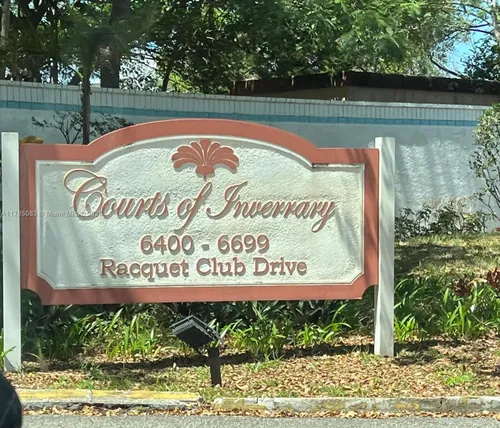 Courts of Inverrary
6400 - 6699
Racquet Club Drive